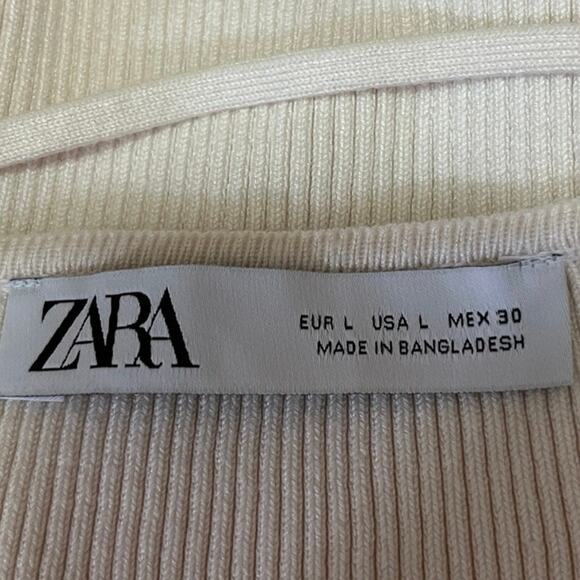 ZARA
EUR L USA L MEX 30
MADE IN BANGLADESH